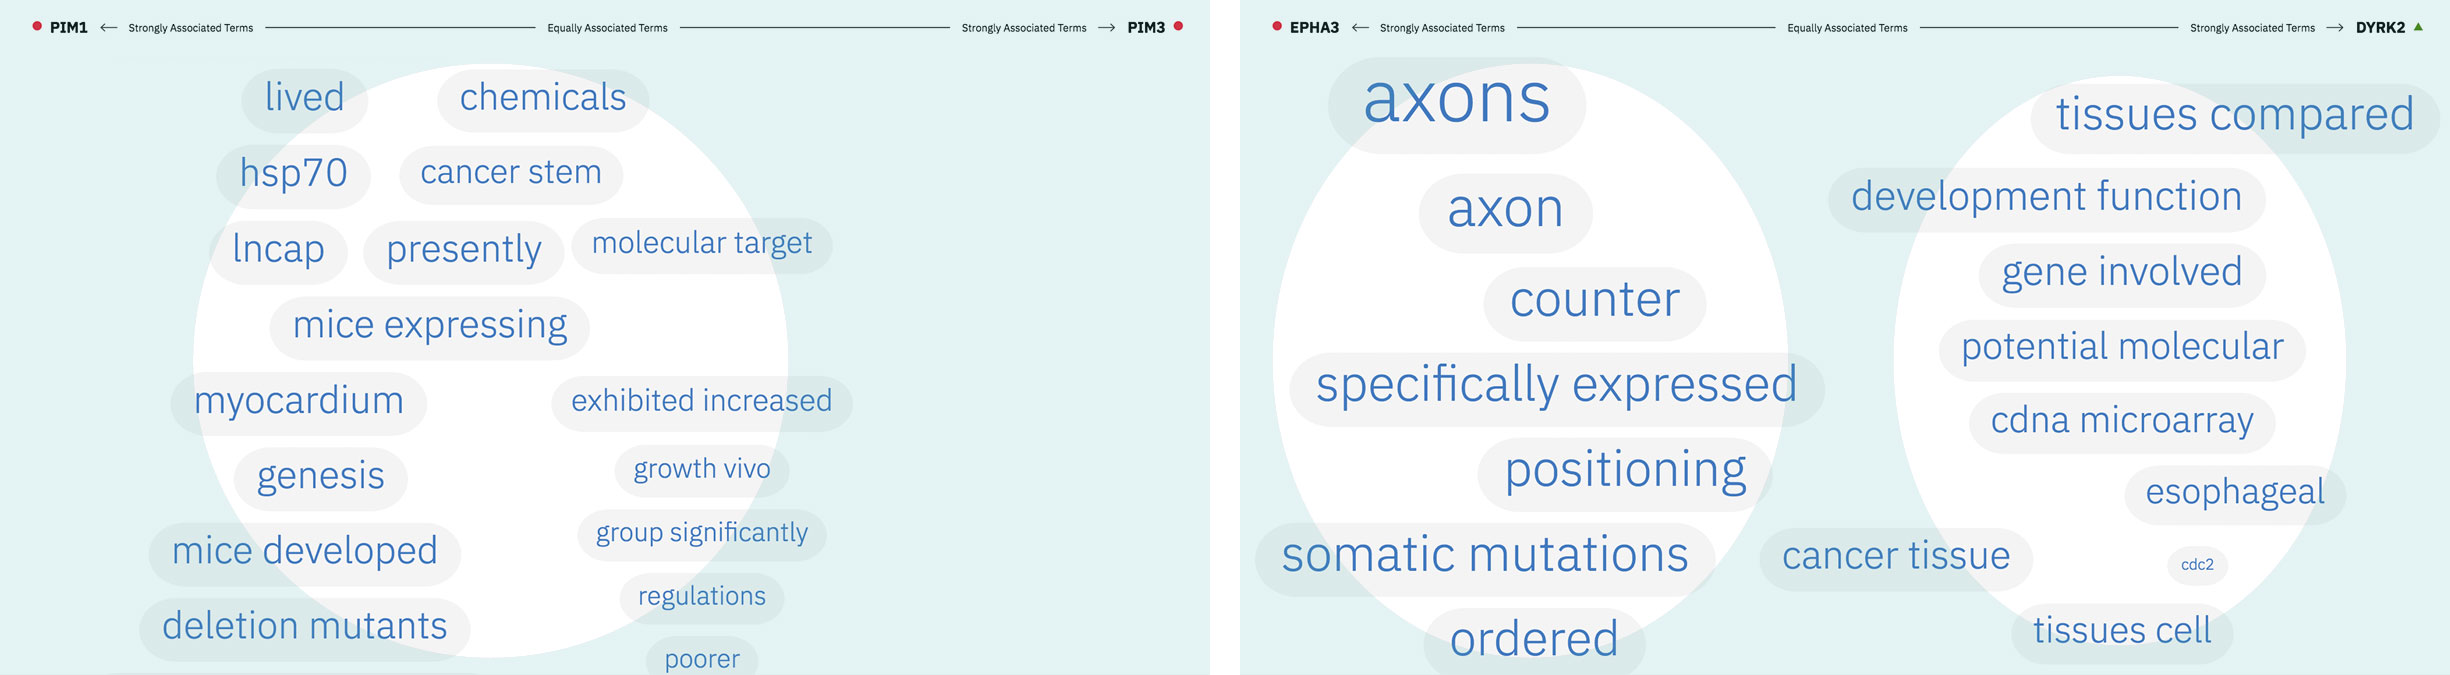 PIM1 ← Strongly Associated Terms Equally Associated Terms Strongly Associated Terms → PIM3
lived chemicals
hsp70 cancer stem
lncap presently molecular target
mice expressing
myocardium exhibited increased
genesis growth vivo
group significantly
mice developed
regulations
deletion mutants
poorer
EPHA3 ← Strongly Associated Terms Equally Associated Terms Strongly Associated Terms → DYRK2
axons tissues compared
axon development function
counter gene involved
specifically expressed potential molecular
positioning cdna microarray
esophageal
somatic mutations cancer tissue cdc2
ordered tissues cell